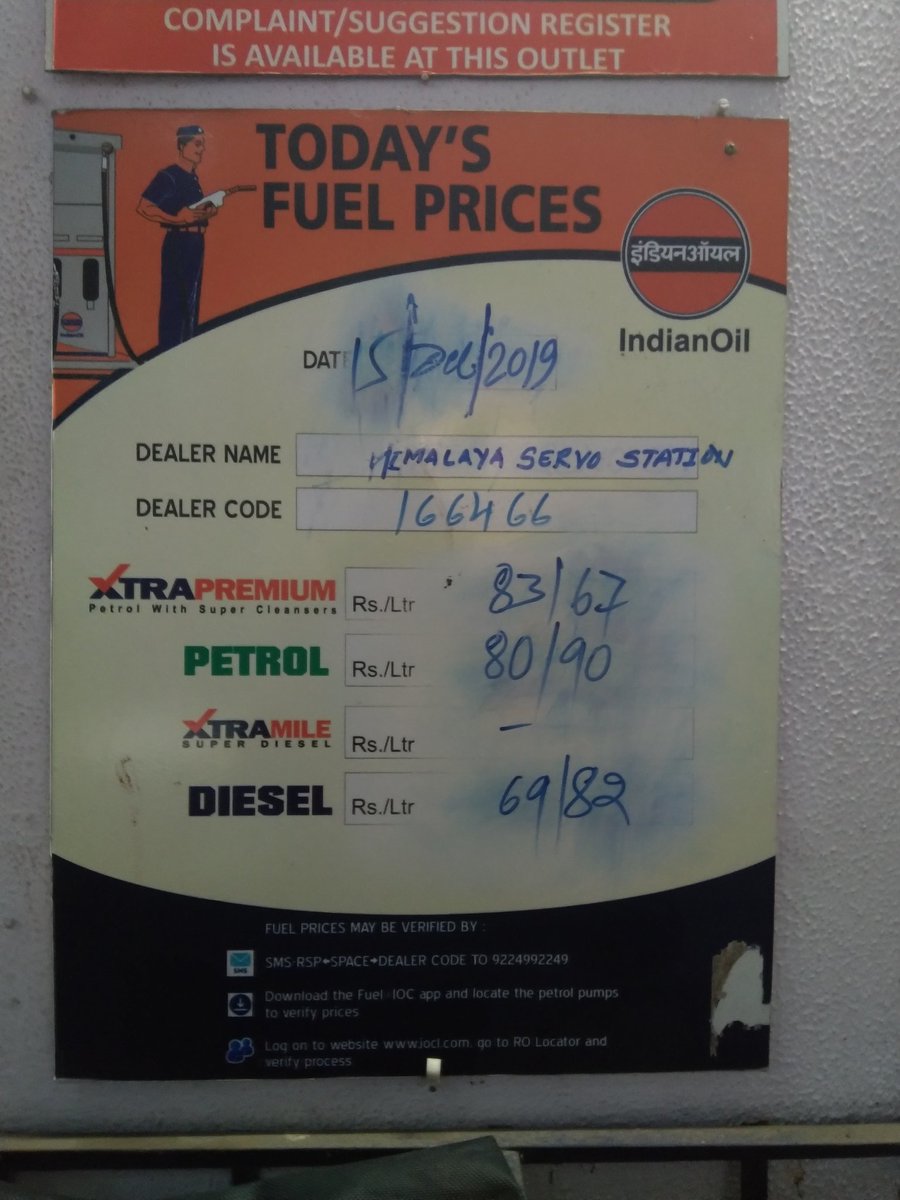 COMPLAINT/SUGGESTION REGISTER
IS AVAILABLE AT THIS OUTLET
TODAY'S
FUEL PRICES
इंडियनऑयल
IndianOil
DATE 15/Dec/2019
DEALER NAME HIMALAYA SERVO STATION
DEALER CODE 166466
XTRAPREMIUM Rs./Ltr 83/67
Petrol With Super Cleansers
PETROL Rs./Ltr 80/90
XTRAMILE Rs./Ltr -
SUPER DIESEL
DIESEL Rs./Ltr 69/82
FUEL PRICES MAY BE VERIFIED BY :
SMS SMS RSP←SPACE→DEALER CODE TO 9224992249
Download the Fuel IOC app and locate the petrol pumps
to verify prices
Log on to website www.iocl.com. go to RO Locator and
verify process